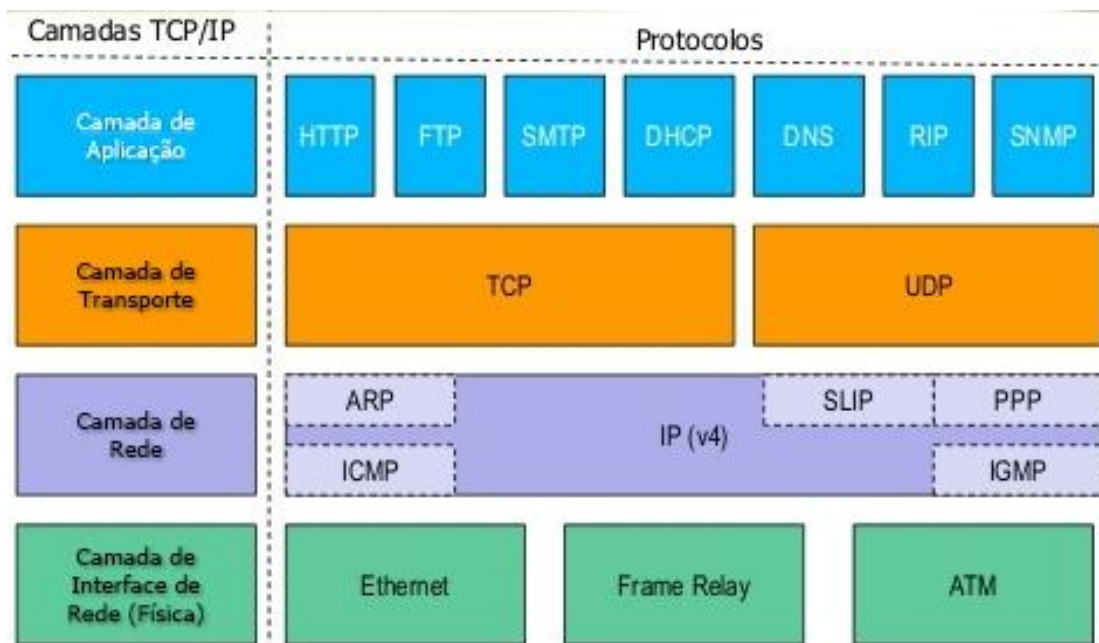 Camadas TCP/IP
Protocolos
Camada de
Aplicação
HTTP
FTP
SMTP
DHCP
DNS
RIP
SNMP
Camada de
Transporte
TCP
UDP
Camada de
Rede
ARP
SLIP
PPP
IP (v4)
ICMP
IGMP
Camada de
Interface de
Rede (Física)
Ethernet
Frame Relay
ATM